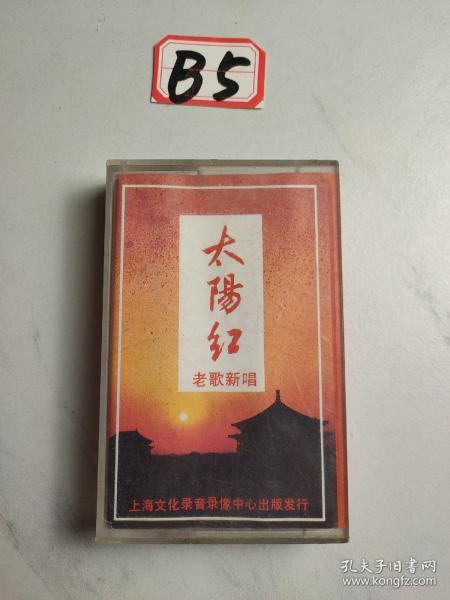 B5
太陽红
老歌新唱
上海文化录音录像中心出版发行
孔夫子旧书网
www.kongfz.com